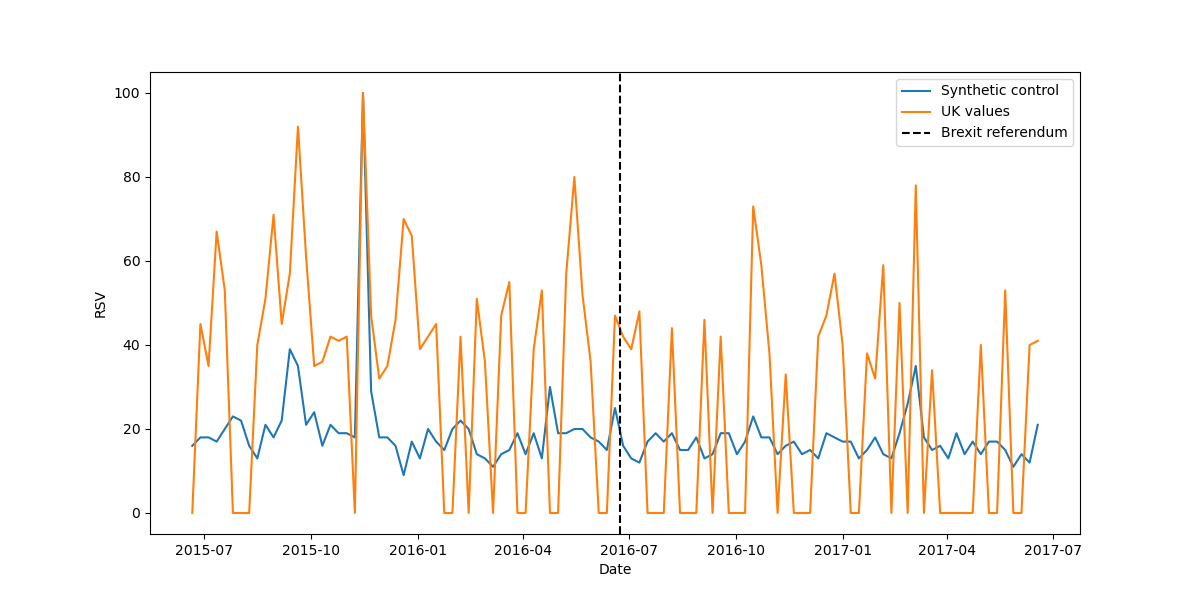 Synthetic control
UK values
Brexit referendum
RSV
100
80
60
40
20
0
2015-07 2015-10 2016-01 2016-04 2016-07 2016-10 2017-01 2017-04 2017-07
Date